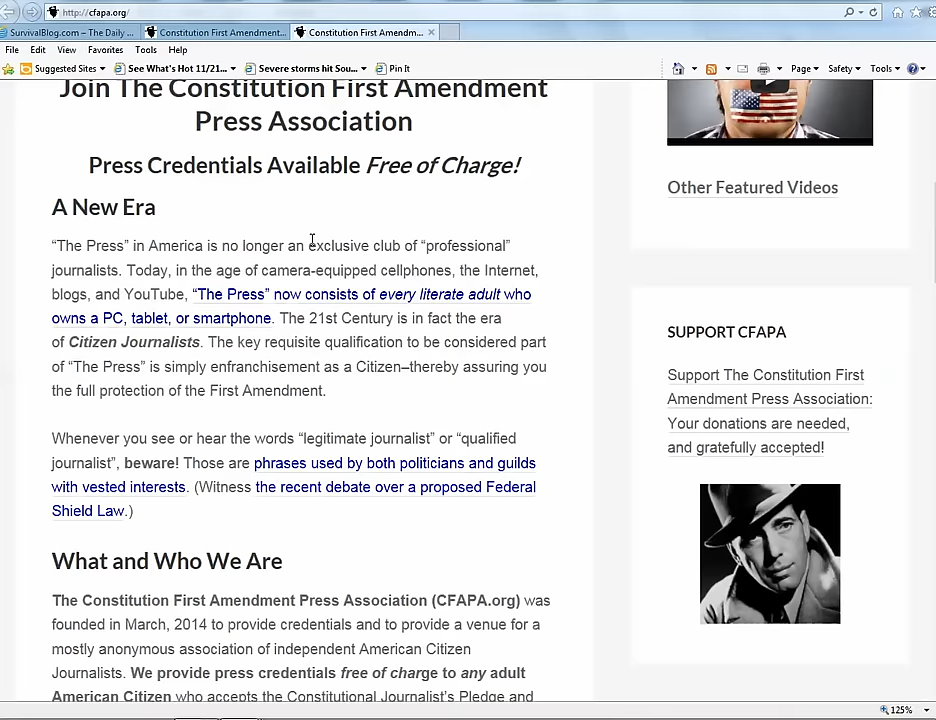 http://cfapa.org/
SurvivalBlog.com – The Daily ...
Constitution First Amendment...
Constitution First Amendm...
File Edit View Favorites Tools Help
Suggested Sites
See What's Hot 11/21...
Severe storms hit Sou...
Pin It
Page Safety Tools
Join The Constitution First Amendment
Press Association
Press Credentials Available Free of Charge!
A New Era
“The Press” in America is no longer an exclusive club of “professional”
journalists. Today, in the age of camera-equipped cellphones, the Internet,
blogs, and YouTube, “The Press” now consists of every literate adult who
owns a PC, tablet, or smartphone. The 21st Century is in fact the era
of Citizen Journalists. The key requisite qualification to be considered part
of “The Press” is simply enfranchisement as a Citizen–thereby assuring you
the full protection of the First Amendment.
Whenever you see or hear the words “legitimate journalist” or “qualified
journalist”, beware! Those are phrases used by both politicians and guilds
with vested interests. (Witness the recent debate over a proposed Federal
Shield Law.)
What and Who We Are
The Constitution First Amendment Press Association (CFAPA.org) was
founded in March, 2014 to provide credentials and to provide a venue for a
mostly anonymous association of independent American Citizen
Journalists. We provide press credentials free of charge to any adult
American Citizen who accepts the Constitutional Journalist’s Pledge and
Other Featured Videos
SUPPORT CFAPA
Support The Constitution First
Amendment Press Association:
Your donations are needed,
and gratefully accepted!
125%